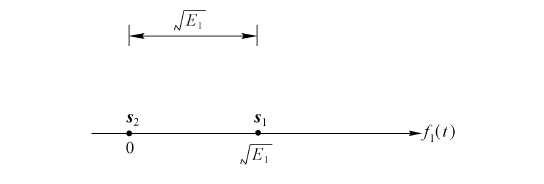 √E₁
s₂ s₁
f₁(t)
0 √E₁